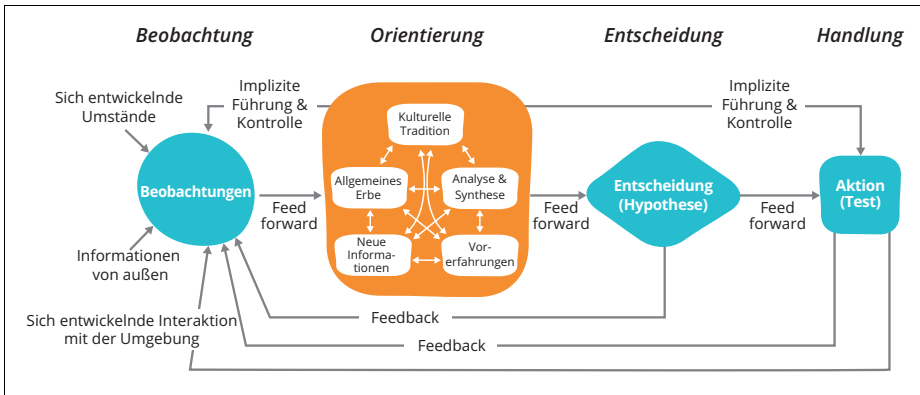 Beobachtung
Orientierung
Entscheidung
Handlung
Sich entwickelnde
Umstände
Implizite
Führung &
Kontrolle
Implizite
Führung &
Kontrolle
Kulturelle
Tradition
Beobachtungen
Feed
forward
Allgemeines
Erbe
Analyse &
Synthese
Neue
Informa-
tionen
Vor-
erfahrungen
Feed
forward
Entscheidung
(Hypothese)
Feed
forward
Aktion
(Test)
Informationen
von außen
Sich entwickelnde Interaktion
mit der Umgebung
Feedback
Feedback